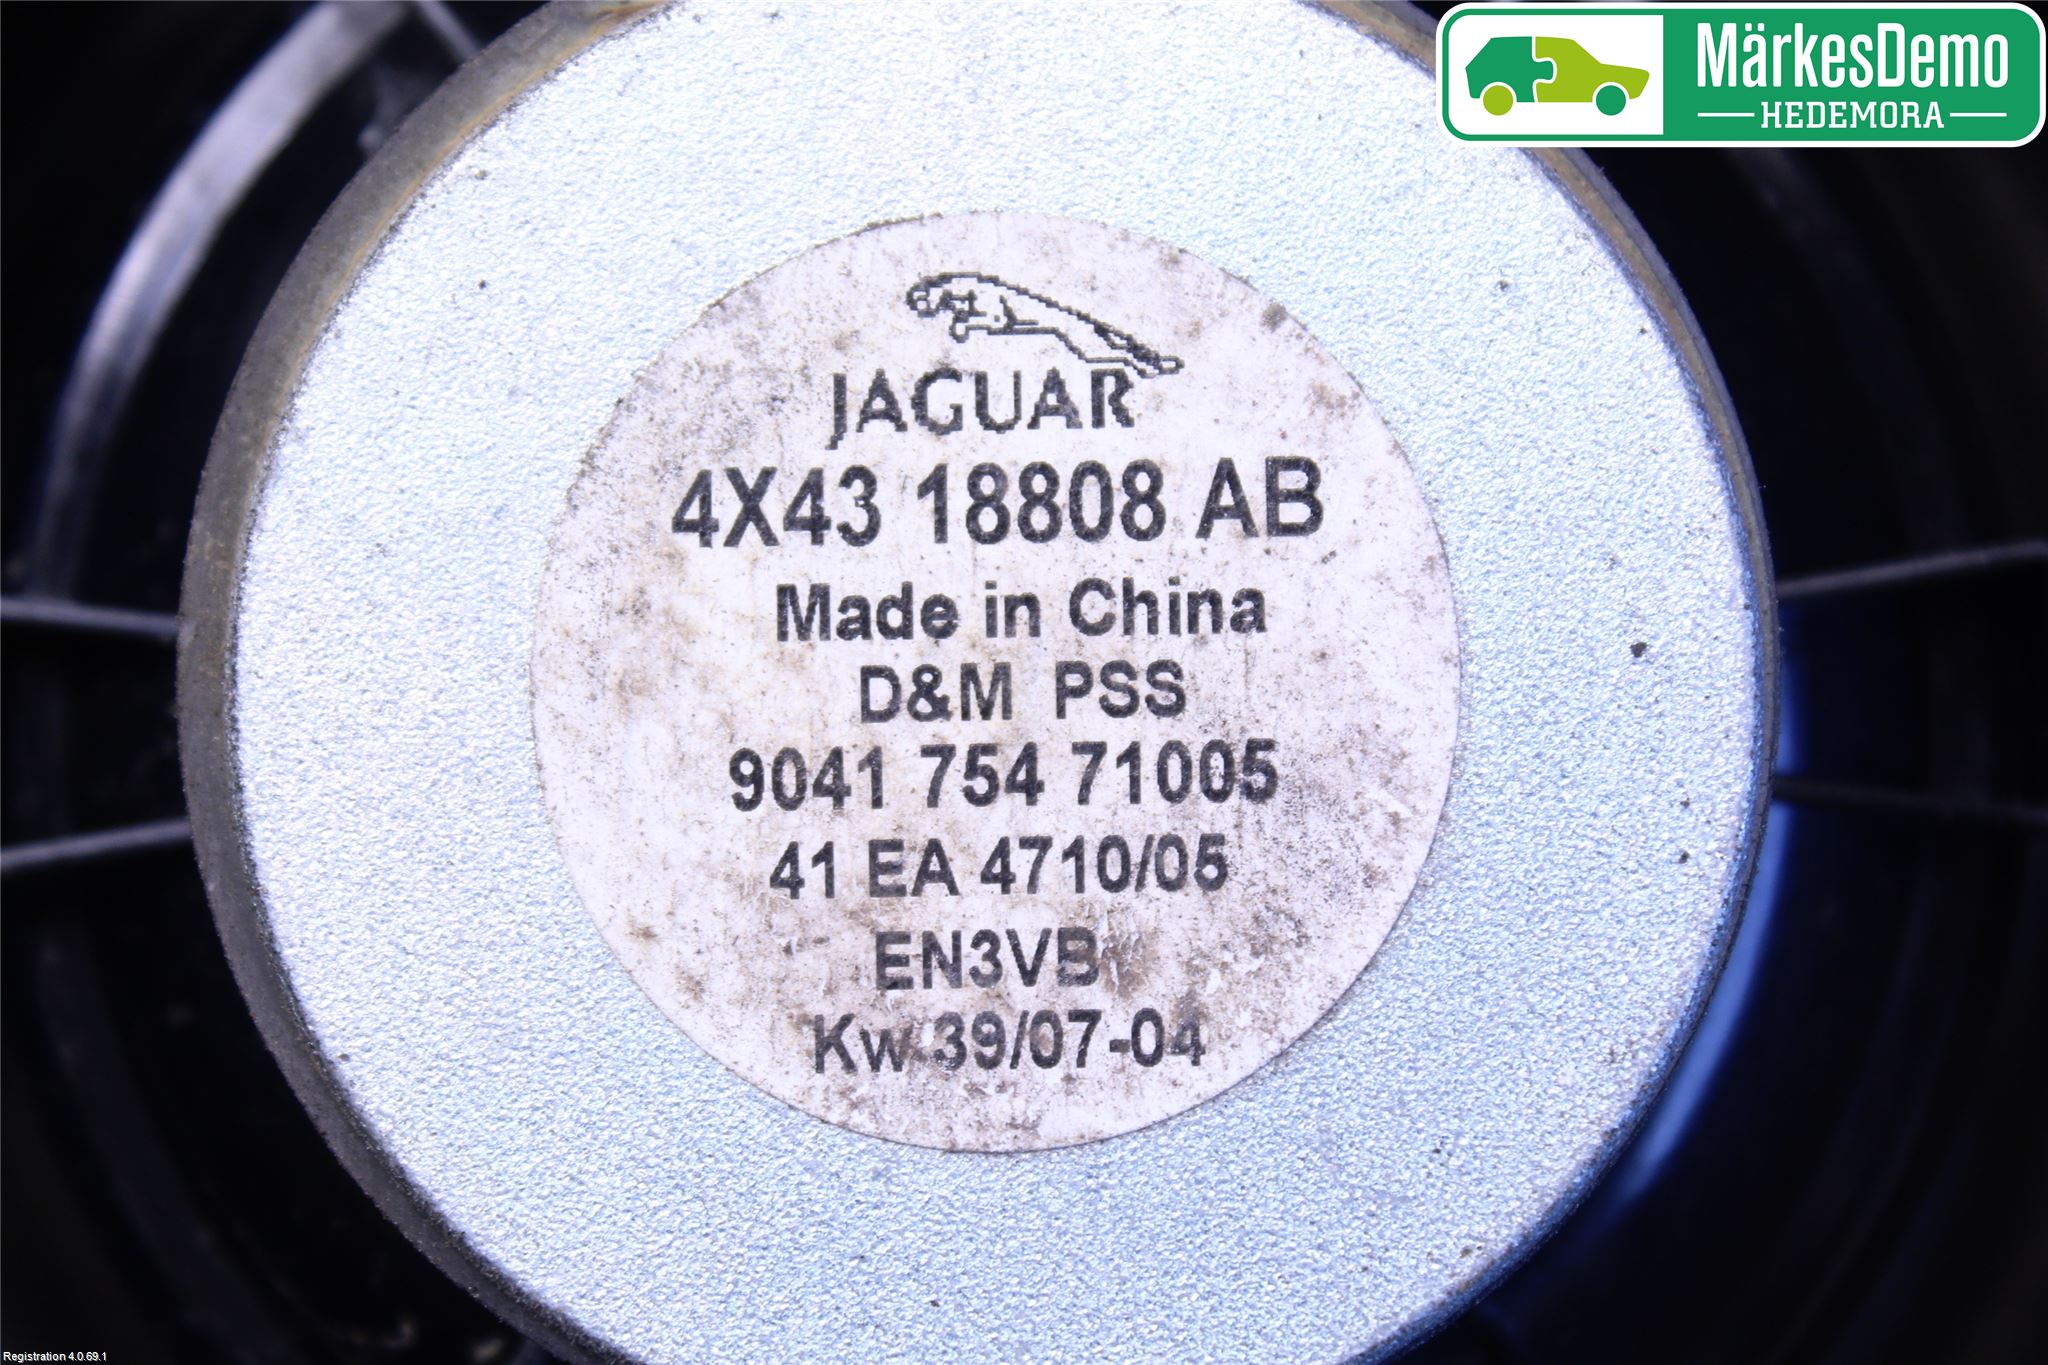 MärkesDemo
HEDEMORA
JAGUAR
4X43 18808 AB
Made in China
D&M PSS
9041 754 71005
41 EA 4710/05
EN3VB
Kw 39/07-04
Registration 4.0.69.1